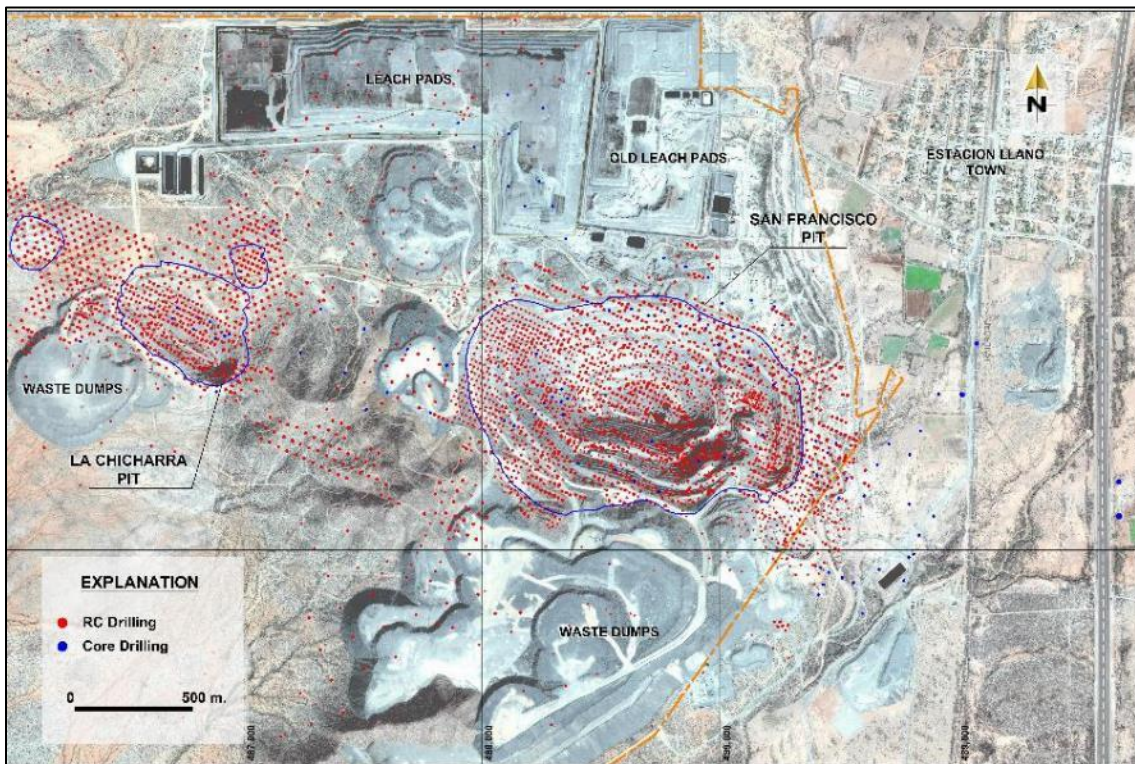 LEACH PADS
OLD LEACH PADS
N
ESTACION LLANO
TOWN
SAN FRANCISCO
PIT
WASTE DUMPS
LA CHICHARRA
PIT
EXPLANATION
RC Drilling
Core Drilling
0 500 m.
WASTE DUMPS